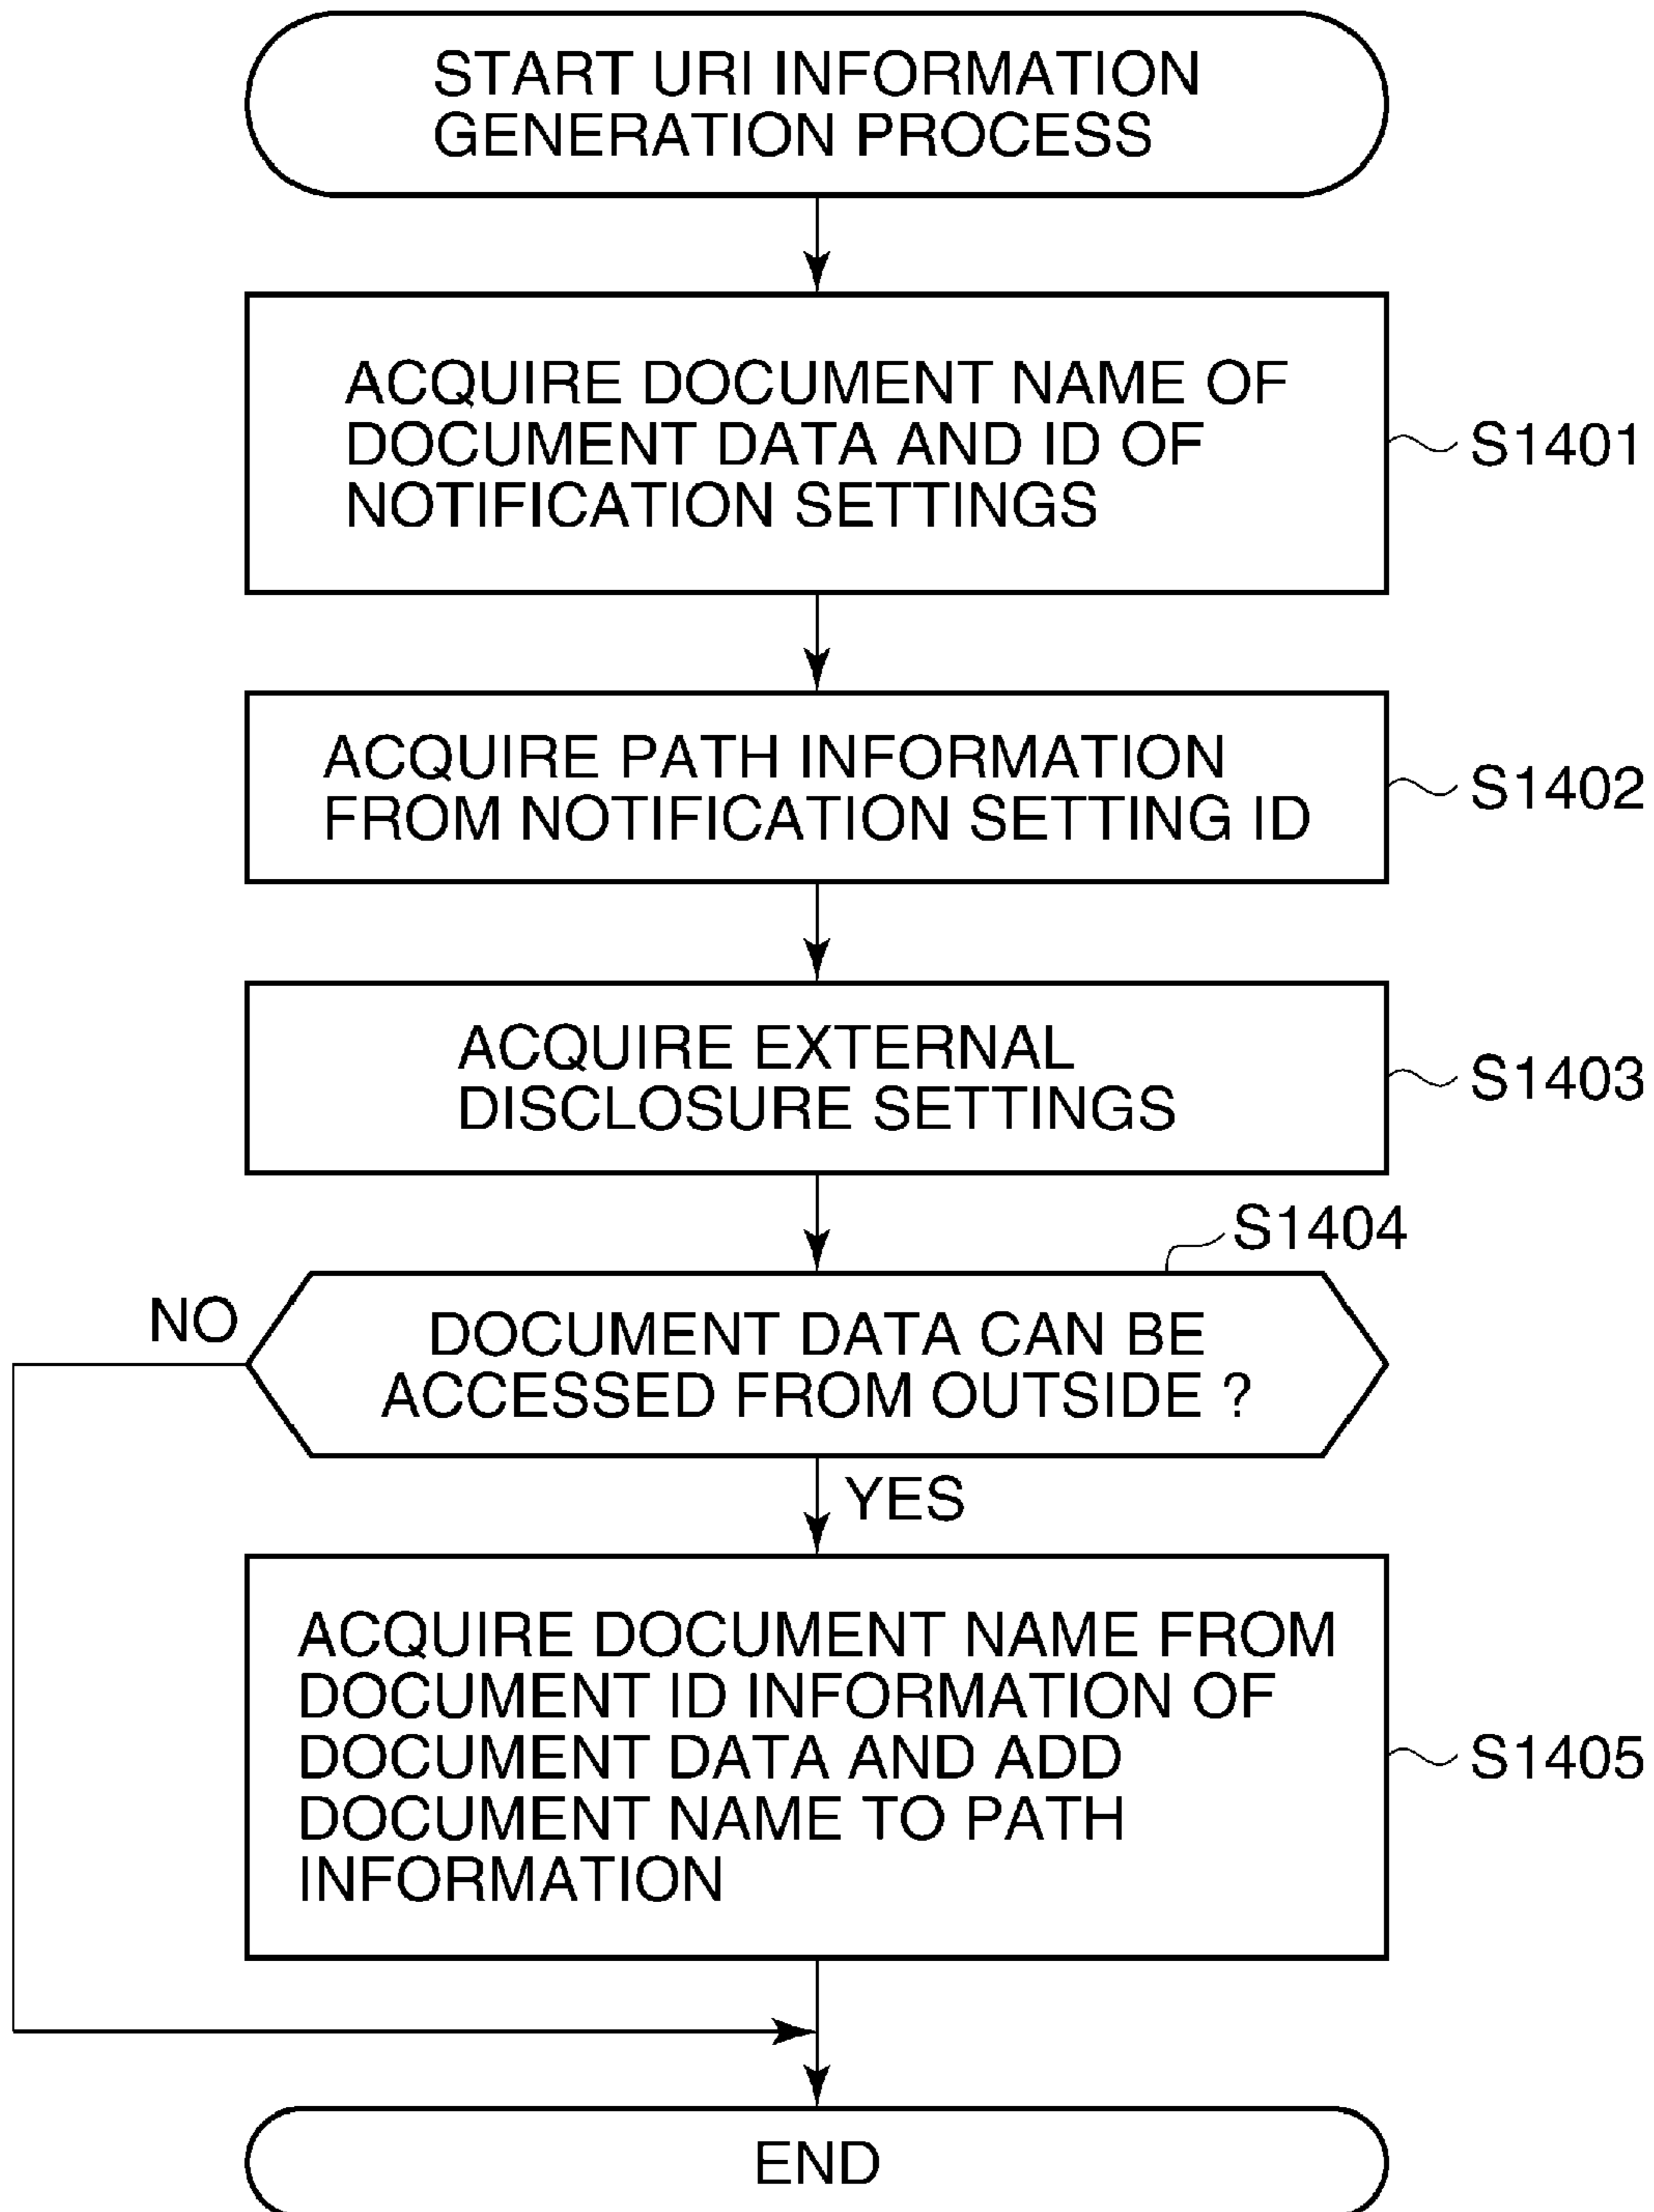 START URI INFORMATION
GENERATION PROCESS
ACQUIRE DOCUMENT NAME OF
DOCUMENT DATA AND ID OF
NOTIFICATION SETTINGS
S1401
ACQUIRE PATH INFORMATION
FROM NOTIFICATION SETTING ID
S1402
ACQUIRE EXTERNAL
DISCLOSURE SETTINGS
S1403
S1404
NO
DOCUMENT DATA CAN BE
ACCESSED FROM OUTSIDE ?
YES
ACQUIRE DOCUMENT NAME FROM
DOCUMENT ID INFORMATION OF
DOCUMENT DATA AND ADD
DOCUMENT NAME TO PATH
INFORMATION
S1405
END